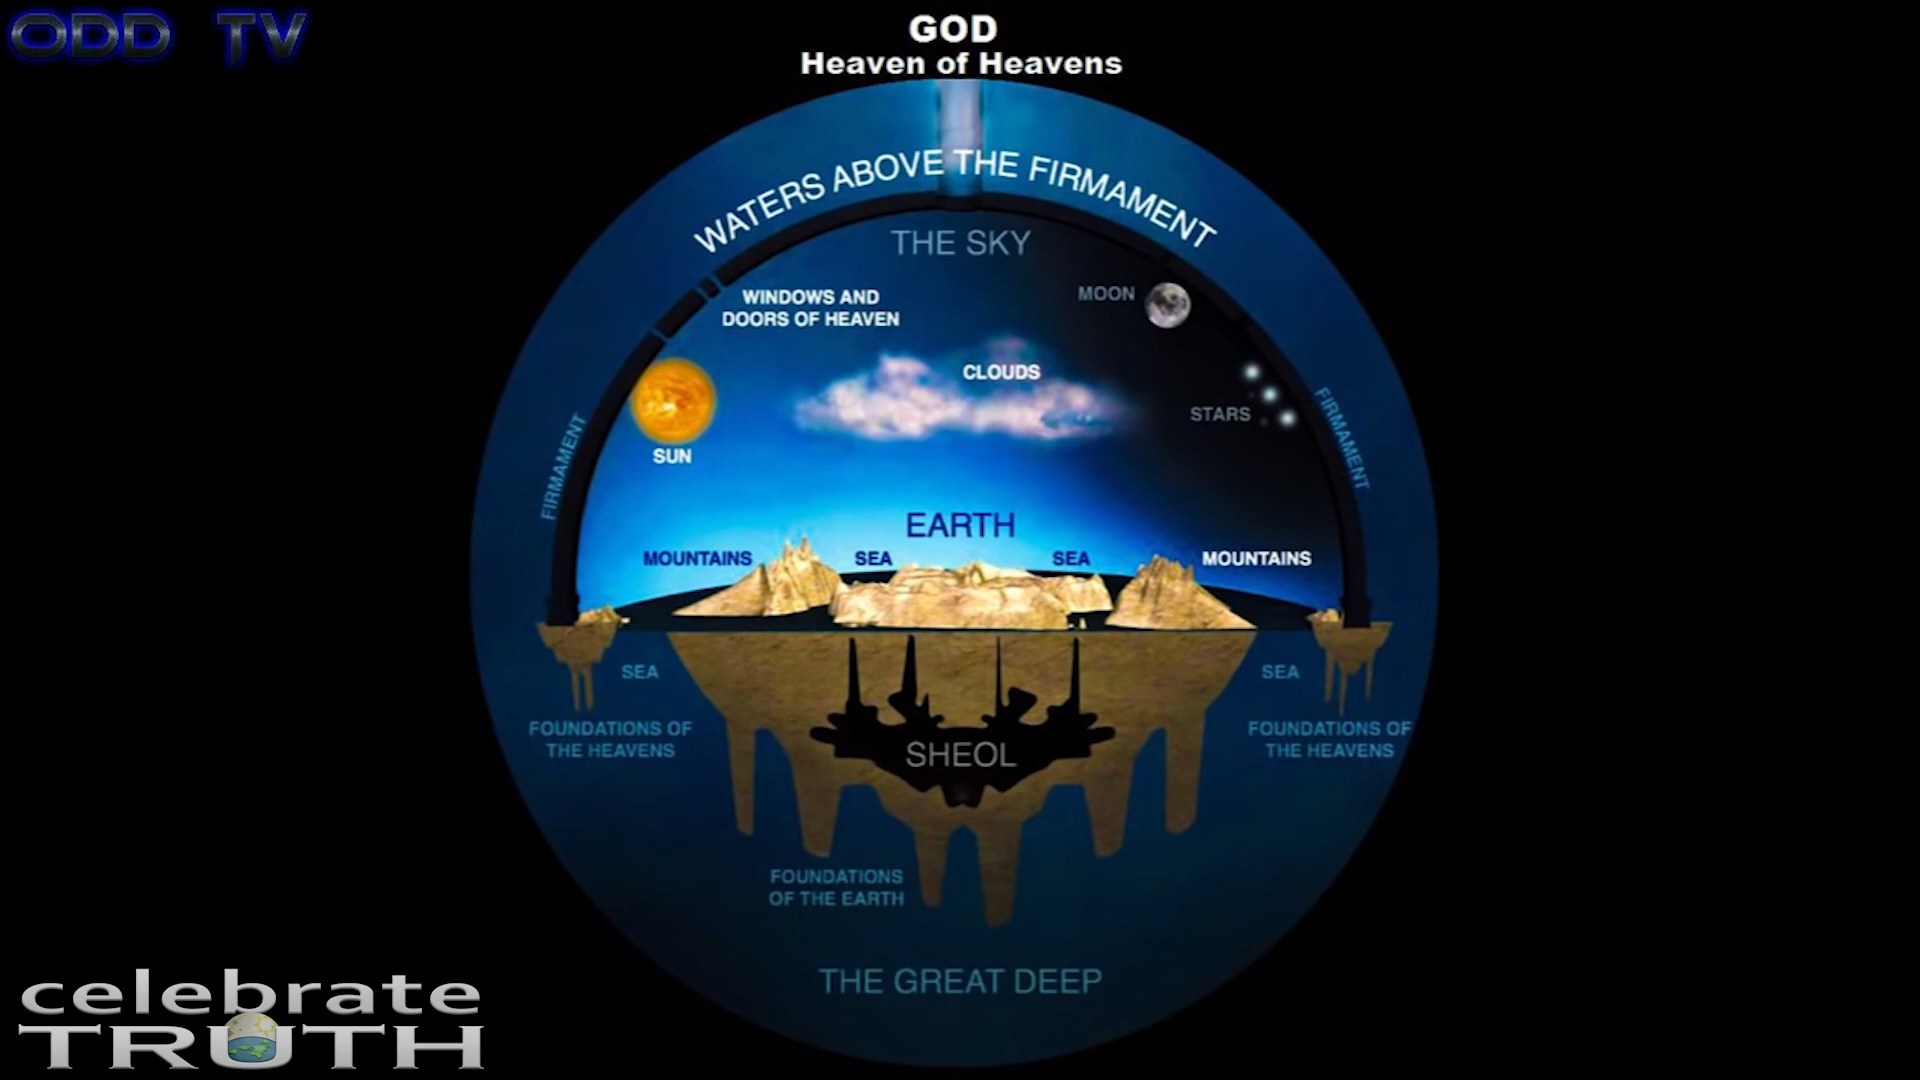 ODD TV
GOD
Heaven of Heavens
WATERS ABOVE THE FIRMAMENT
THE SKY
WINDOWS AND
DOORS OF HEAVEN
MOON
CLOUDS
STARS
FIRMAMENT
FIRMAMENT
SUN
EARTH
MOUNTAINS
SEA
SEA
MOUNTAINS
SEA
SEA
FOUNDATIONS OF
THE HEAVENS
FOUNDATIONS OF
THE HEAVENS
SHEOL
FOUNDATIONS
OF THE EARTH
THE GREAT DEEP
celebrate
TRUTH